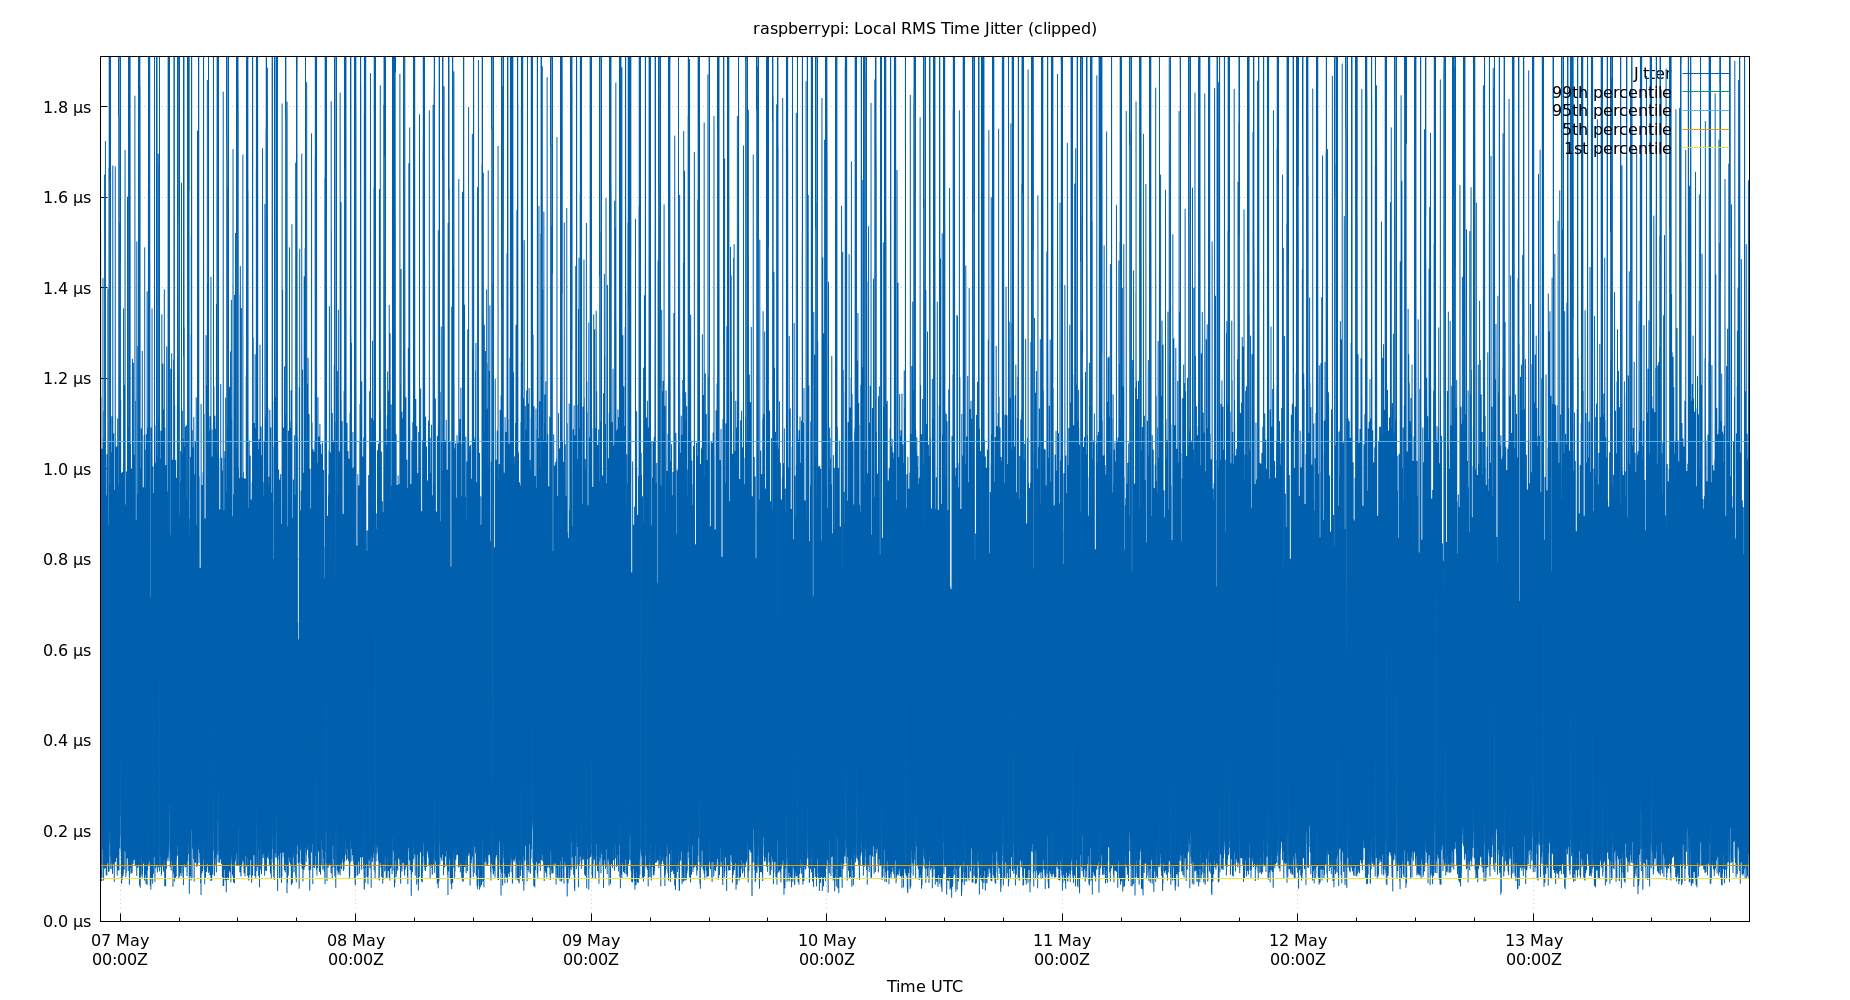 raspberrypi: Local RMS Time Jitter (clipped)
Jitter
99th percentile
95th percentile
5th percentile
1st percentile
1.8 µs
1.6 µs
1.4 µs
1.2 µs
1.0 µs
0.8 µs
0.6 µs
0.4 µs
0.2 µs
0.0 µs
07 May 08 May 09 May 10 May 11 May 12 May 13 May
00:00Z 00:00Z 00:00Z 00:00Z 00:00Z 00:00Z 00:00Z
Time UTC